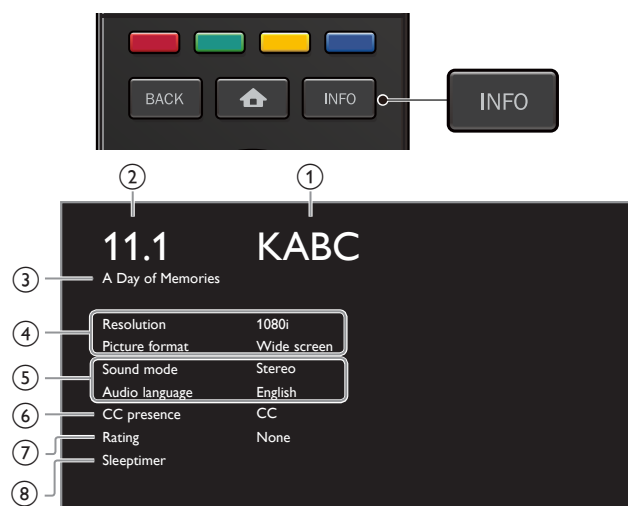 BACK INFO INFO
② ①
11.1 KABC
③ A Day of Memories
④
Resolution 1080i
Picture format Wide screen
⑤
Sound mode Stereo
Audio language English
⑥ CC presence CC
⑦ Rating None
⑧ Sleeptimer